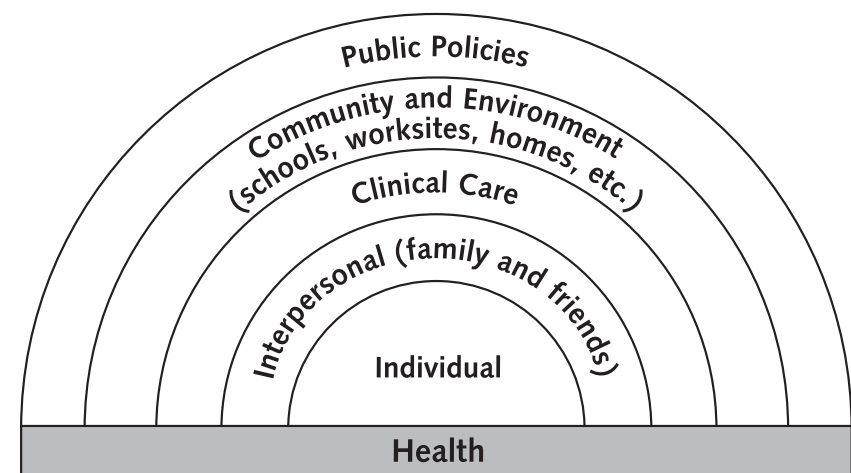 Public Policies
Community and Environment
(schools, worksites, homes, etc.)
Clinical Care
Interpersonal (family and friends)
Individual
Health